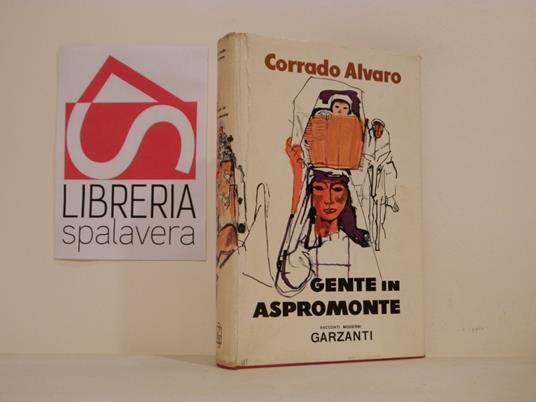 LIBRERIA
spalavera
Corrado Alvaro
GENTE IN
ASPROMONTE
RACCONTI MODERNI
GARZANTI